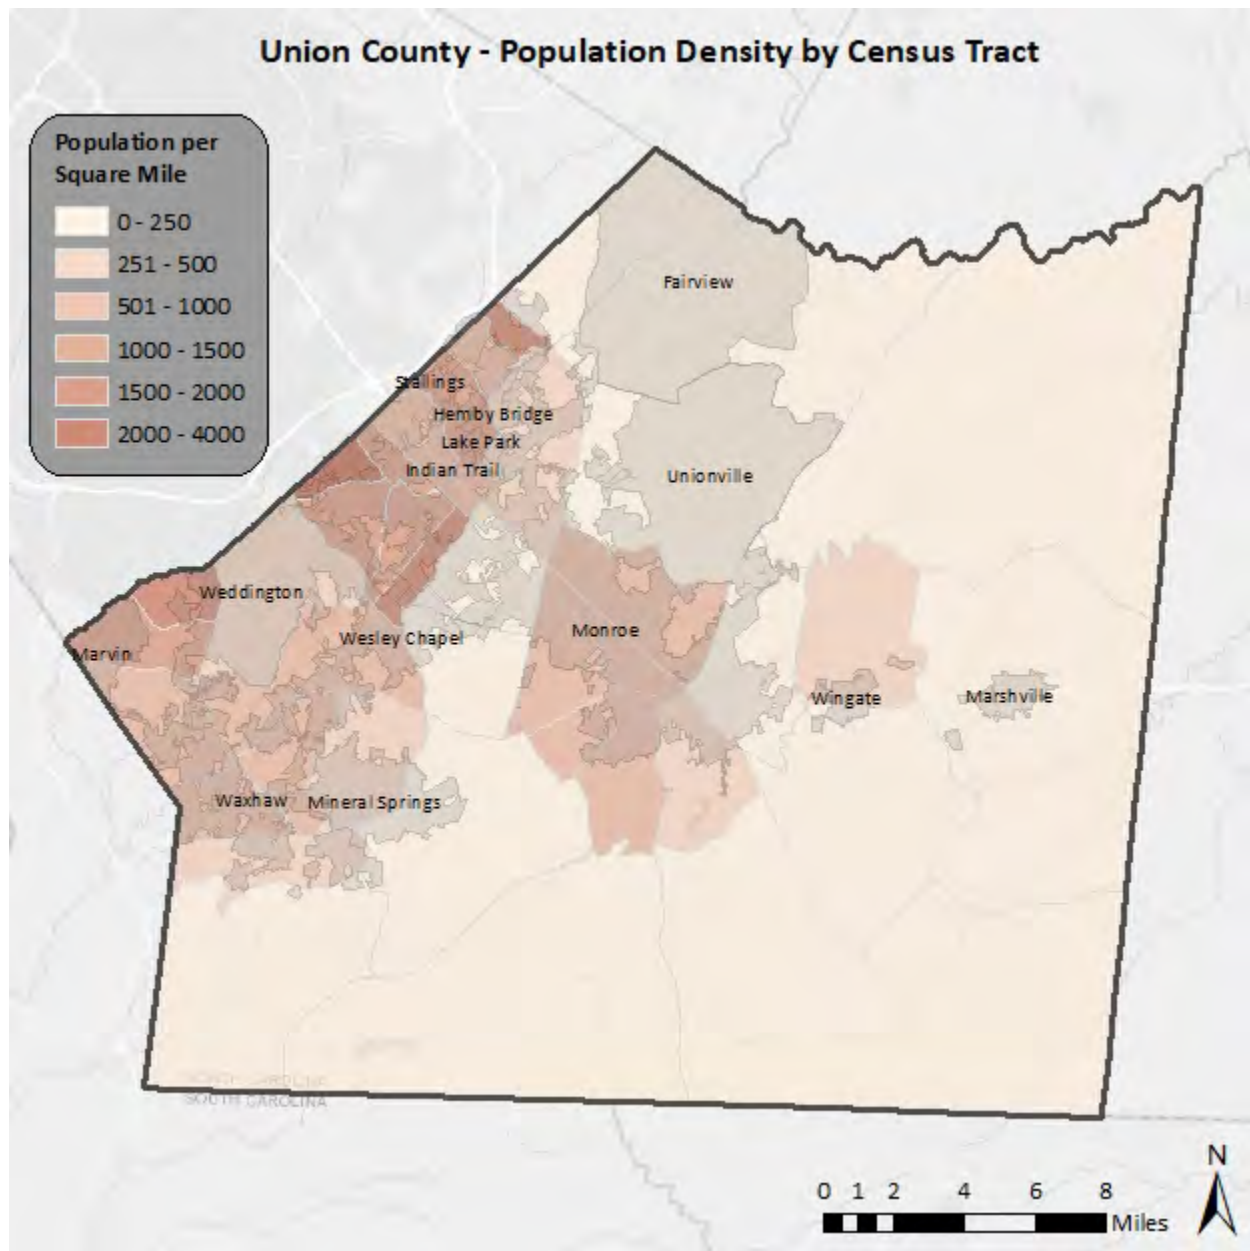 Union County - Population Density by Census Tract
Population per
Square Mile
0 - 250
251 - 500
501 - 1000
1000 - 1500
1500 - 2000
2000 - 4000
Fairview
Stallings
Hemby Bridge
Lake Park
Indian Trail
Unionville
Weddington
Wesley Chapel
Monroe
Marvin
Wingate
Marshville
Waxhaw
Mineral Springs
NORTH CAROLINA
SOUTH CAROLINA
N
0 1 2 4 6 8
Miles